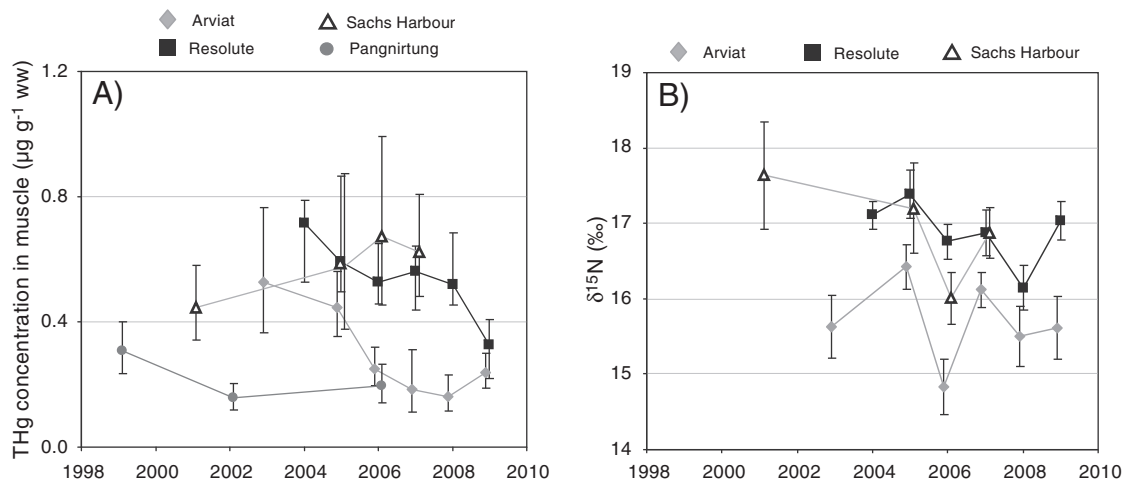 Arviat Sachs Harbour
Resolute Pangnirtung
A)
THg concentration in muscle (µg g-1 ww)
1.2
0.8
0.4
0.0
1998 2000 2002 2004 2006 2008 2010
Arviat Resolute Sachs Harbour
B)
δ15N (‰)
19
18
17
16
15
14
1998 2000 2002 2004 2006 2008 2010